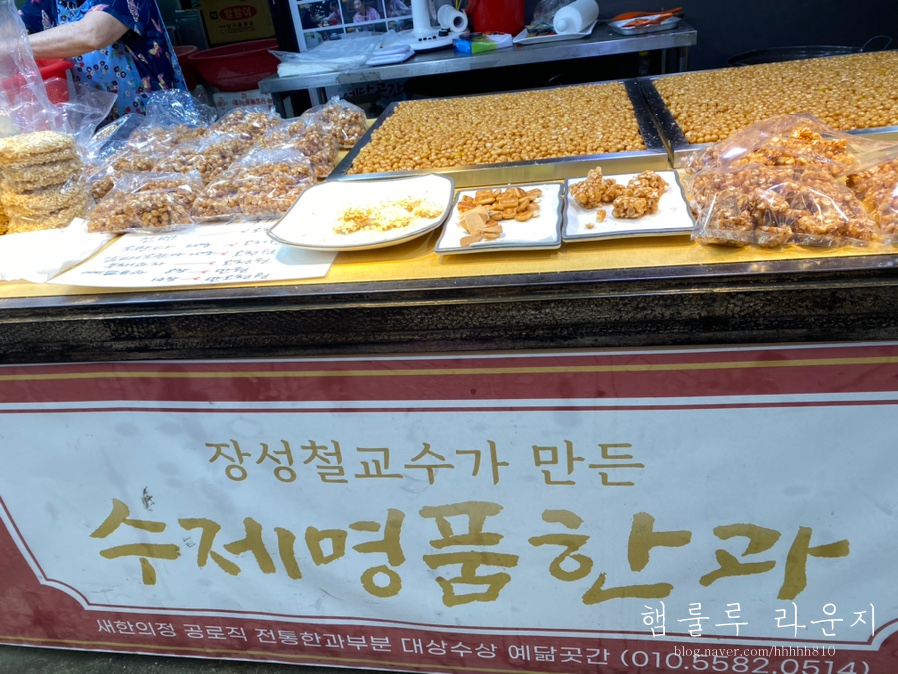 장성철교수가 만든
수제명품한과
새한의정 공로직 전통한과부문 대상수상 예닮곳간 (010.5582.0514)
햄룰루 라운지
blog.naver.com/hhhhh810